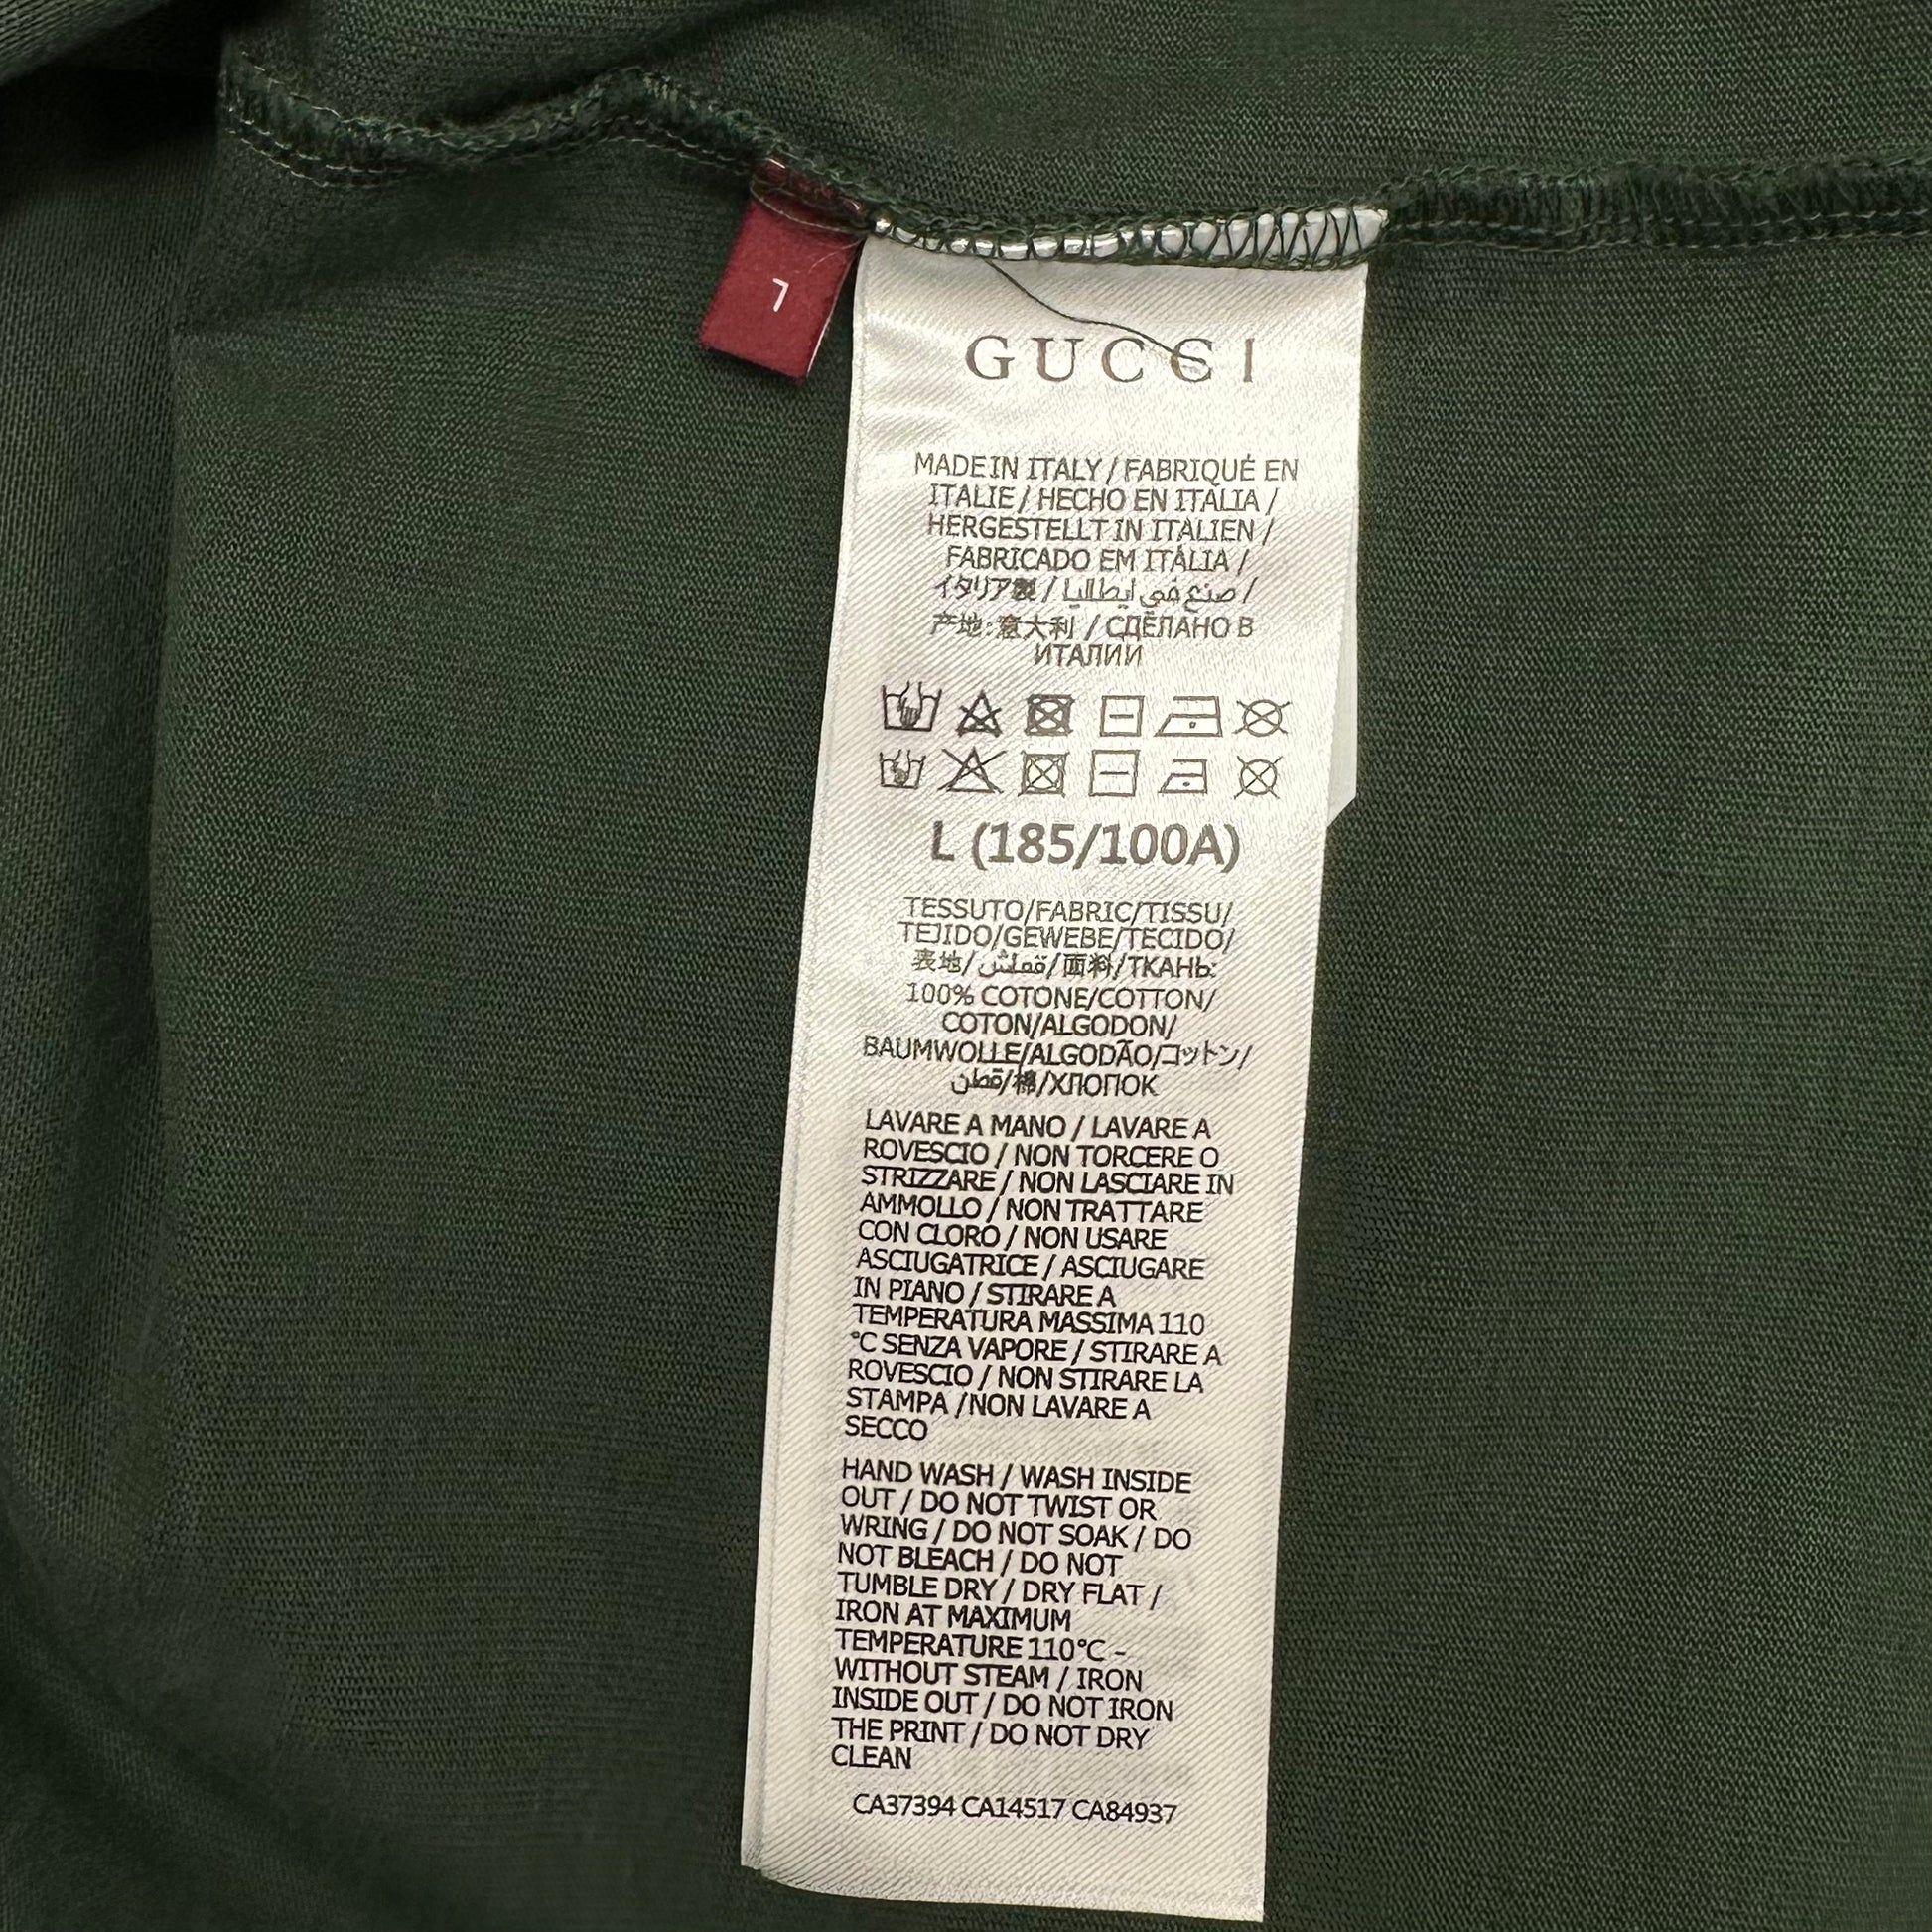 L
GUCCI
MADE IN ITALY / FABRIQUÉ EN
ITALIE / HECHO EN ITALIA /
HERGESTELLT IN ITALIEN /
FABRICADO EM ITÁLIA /
イタリア製 / صنع في إيطاليا /
产地:意大利 / СДЕЛАНО В
ИТАЛИИ
L (185/100A)
TESSUTO/FABRIC/TISSU/
TEJIDO/GEWEBE/TECIDO/
表地/قماش/面料/ТКАНЬ:
100% COTONE/COTTON/
COTON/ALGODON/
BAUMWOLLE/ALGODÃO/コットン/
قطن/棉/ХЛОПОК
LAVARE A MANO / LAVARE A
ROVESCIO / NON TORCERE O
STRIZZARE / NON LASCIARE IN
AMMOLLO / NON TRATTARE
CON CLORO / NON USARE
ASCIUGATRICE / ASCIUGARE
IN PIANO / STIRARE A
TEMPERATURA MASSIMA 110
°C SENZA VAPORE / STIRARE A
ROVESCIO / NON STIRARE LA
STAMPA /NON LAVARE A
SECCO
HAND WASH / WASH INSIDE
OUT / DO NOT TWIST OR
WRING / DO NOT SOAK / DO
NOT BLEACH / DO NOT
TUMBLE DRY / DRY FLAT /
IRON AT MAXIMUM
TEMPERATURE 110°C -
WITHOUT STEAM / IRON
INSIDE OUT / DO NOT IRON
THE PRINT / DO NOT DRY
CLEAN
CA37394 CA14517 CA84937